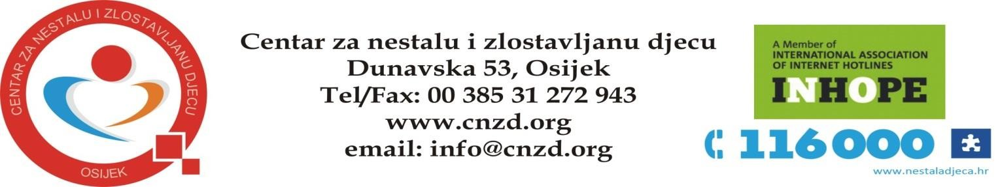 CENTAR ZA NESTALU I ZLOSTAVLJANU DJECU
OSIJEK
Centar za nestalu i zlostavljanu djecu
Dunavska 53, Osijek
Tel/Fax: 00 385 31 272 943
www.cnzd.org
email: info@cnzd.org
A Member of
INTERNATIONAL ASSOCIATION
OF INTERNET HOTLINES
INHOPE
116000
www.nestaladjeca.hr